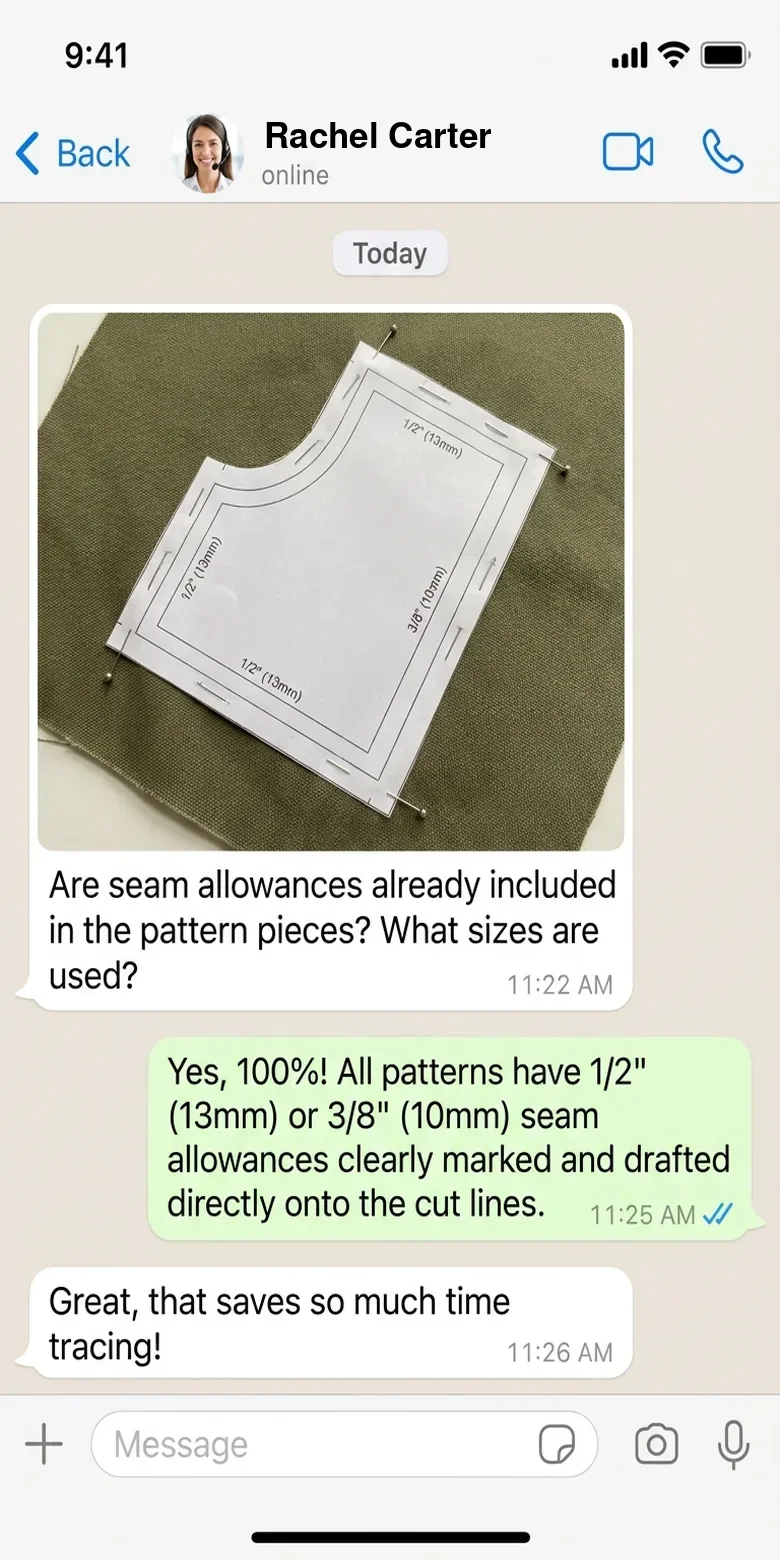 9:41
Back
Rachel Carter
online
Today
1/2" (13mm)
1/2" (13mm)
3/8" (10mm)
1/2" (13mm)
Are seam allowances already included
in the pattern pieces? What sizes are
used?
11:22 AM
Yes, 100%! All patterns have 1/2"
(13mm) or 3/8" (10mm) seam
allowances clearly marked and drafted
directly onto the cut lines.
11:25 AM
Great, that saves so much time
tracing!
11:26 AM
Message